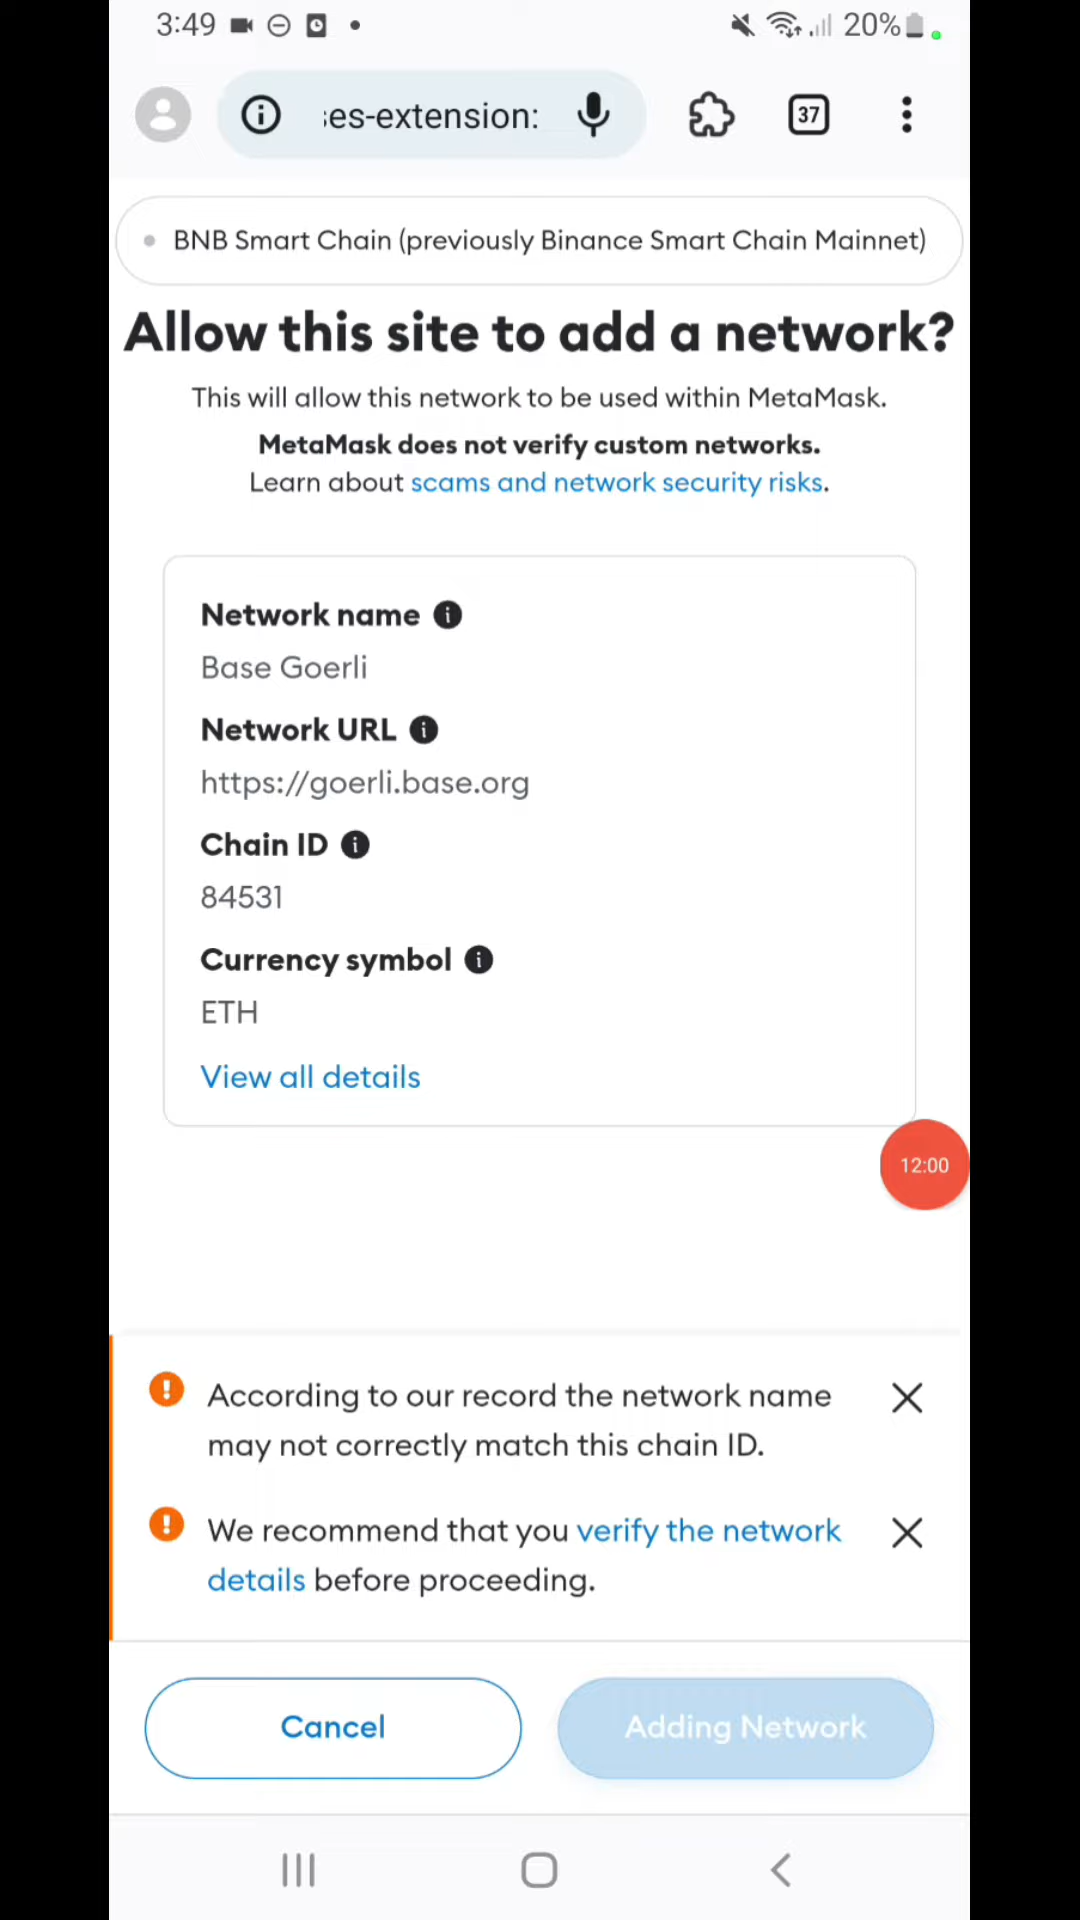 3:49
20%
ses-extension:
37
BNB Smart Chain (previously Binance Smart Chain Mainnet)
Allow this site to add a network?
This will allow this network to be used within MetaMask.
MetaMask does not verify custom networks.
Learn about scams and network security risks.
Network name
Base Goerli
Network URL
https://goerli.base.org
Chain ID
84531
Currency symbol
ETH
View all details
12:00
According to our record the network name
may not correctly match this chain ID.
We recommend that you verify the network
details before proceeding.
Cancel
Adding Network